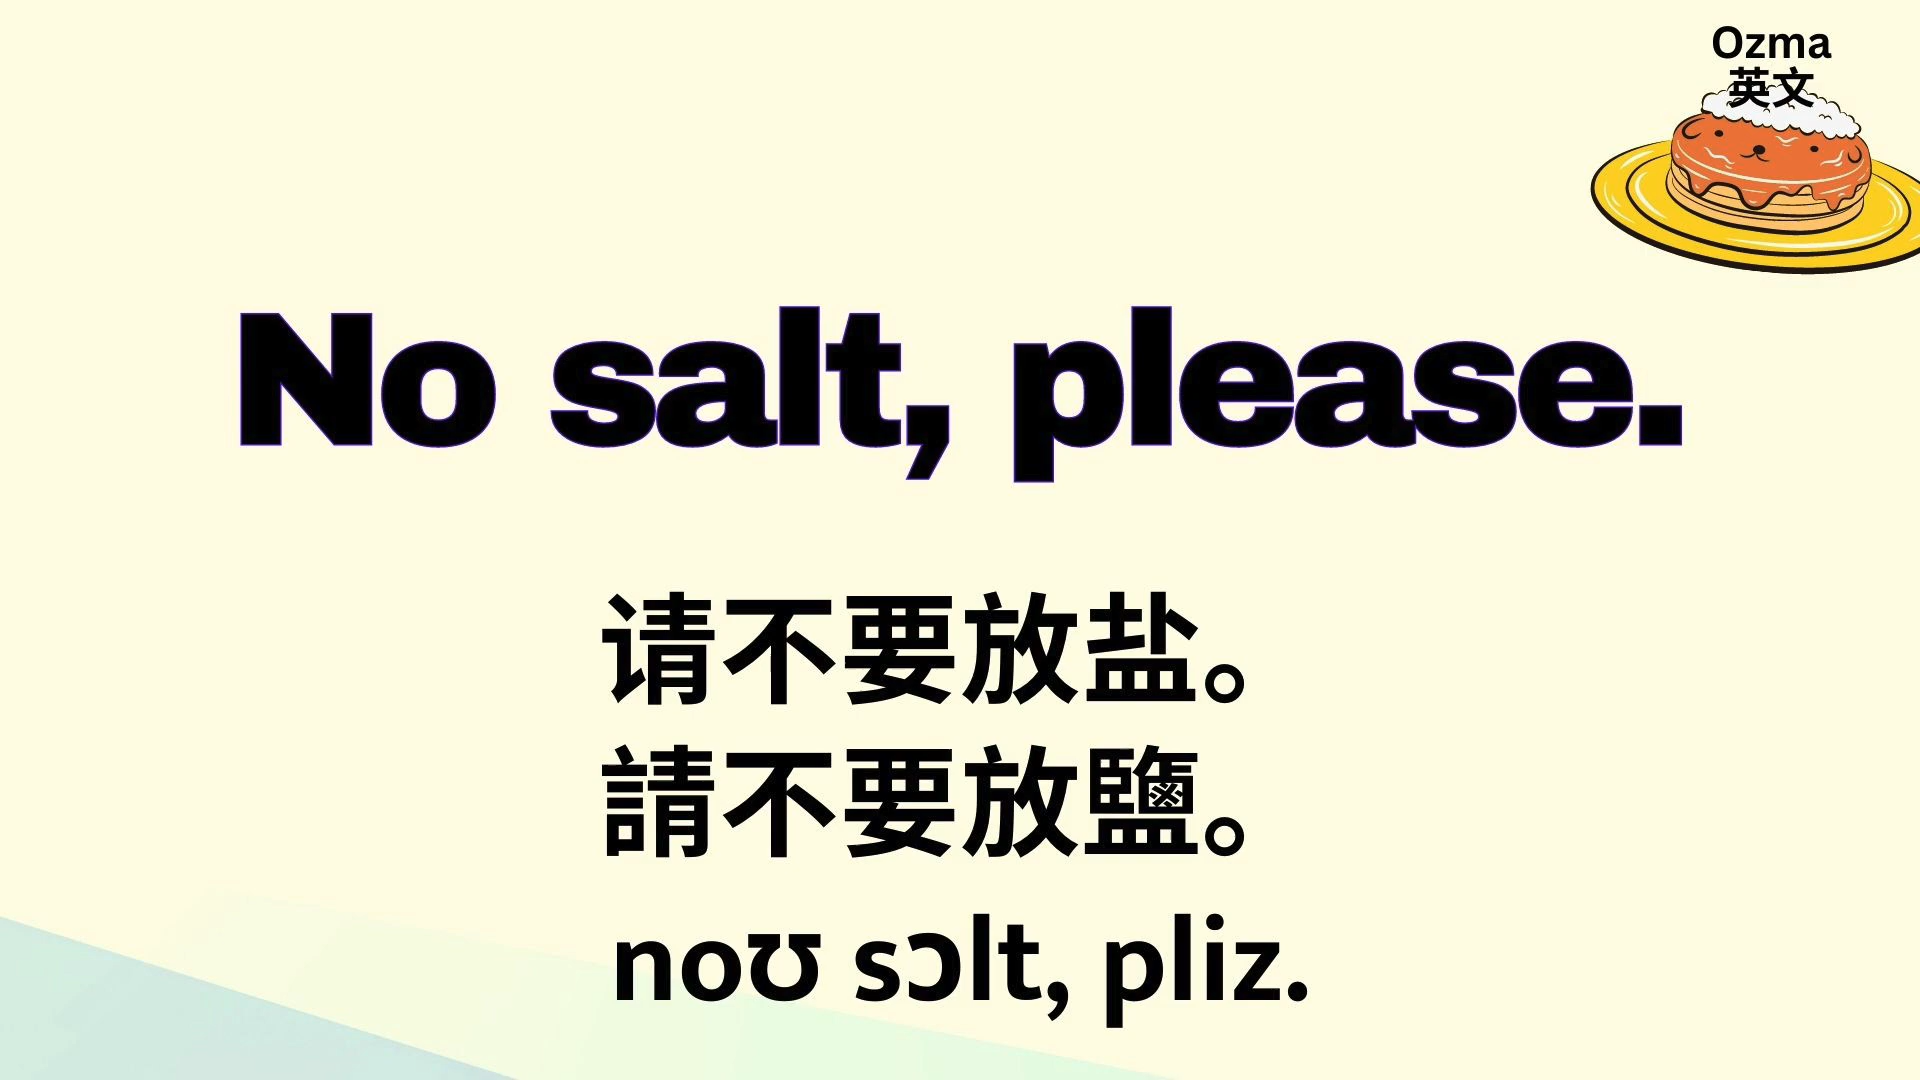 Ozma
英文
No salt, please.
请不要放盐。
請不要放鹽。
noʊ sɔlt, pliz.